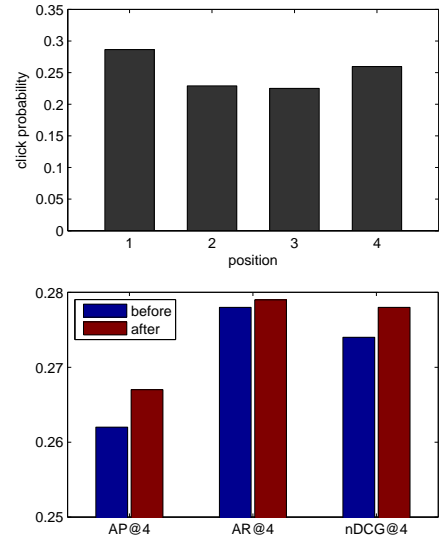 0.35
0.3
0.25
0.2
0.15
0.1
0.05
0
click probability
1 2 3 4
position
0.28
0.27
0.26
0.25
before
after
AP@4 AR@4 nDCG@4